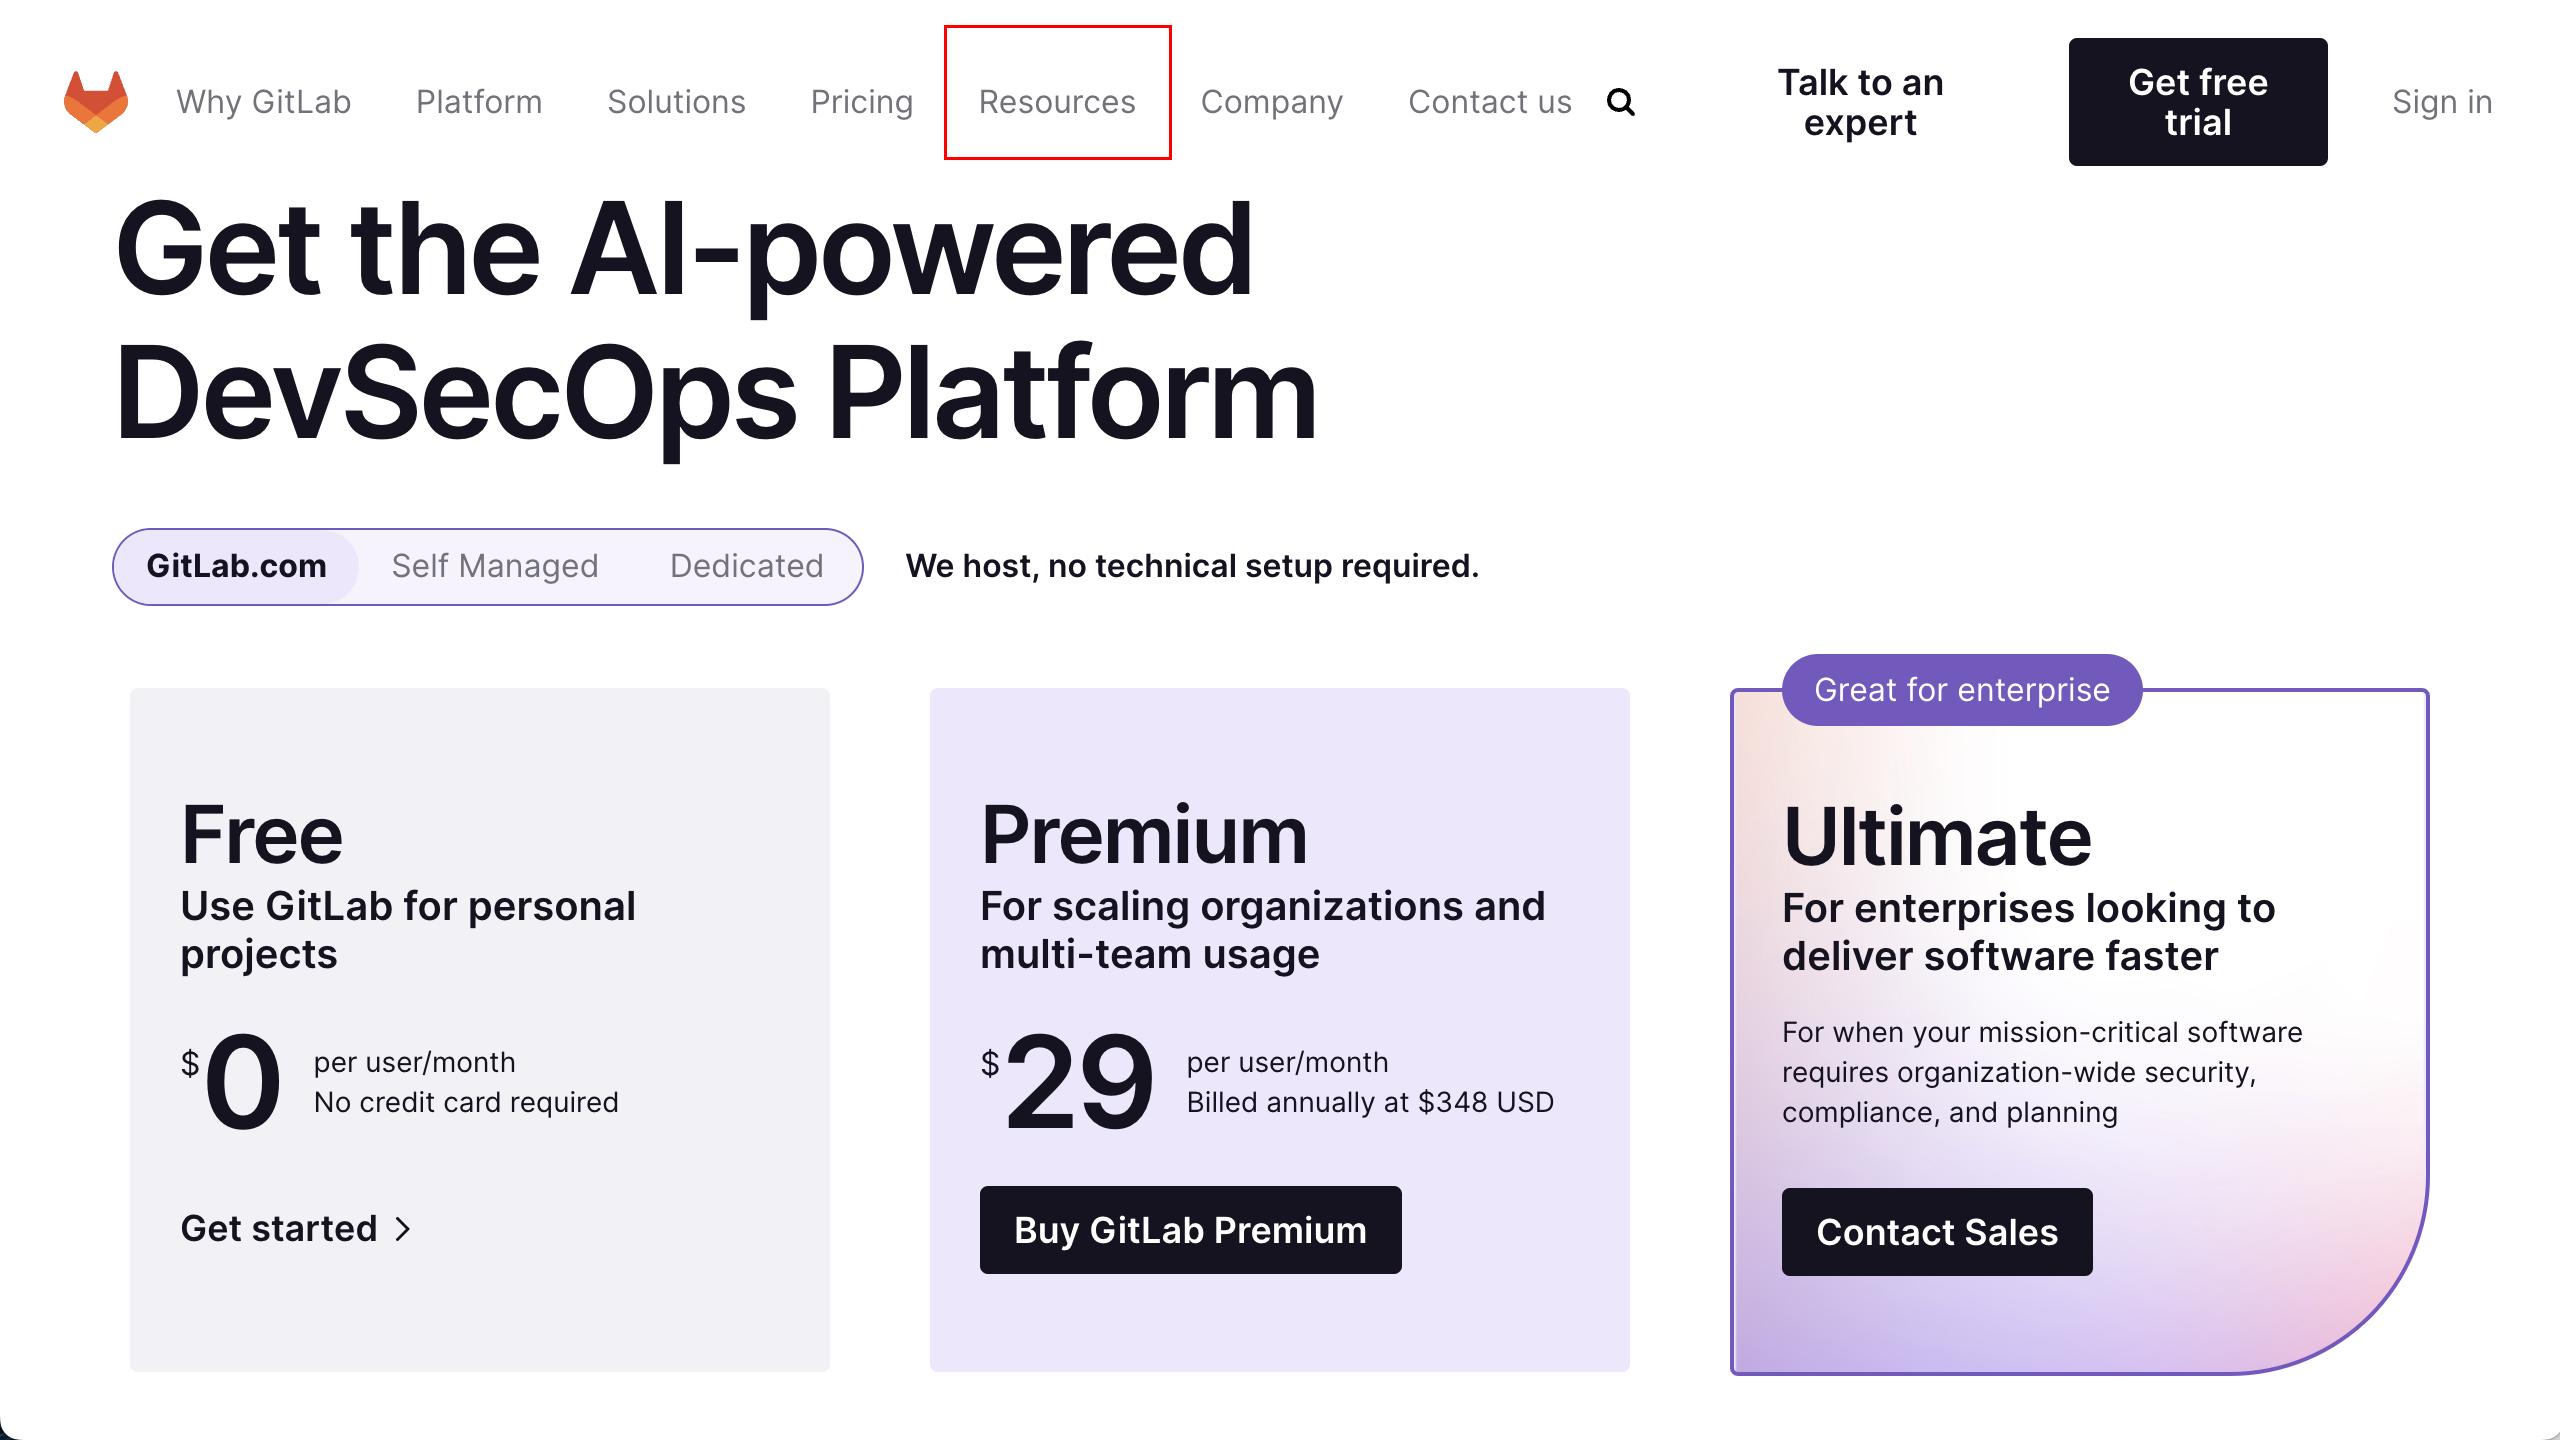 Why GitLab Platform Solutions Pricing Resources Company Contact us Talk to an expert Get free trial Sign in
Get the AI-powered
DevSecOps Platform
GitLab.com Self Managed Dedicated We host, no technical setup required.
Free
Use GitLab for personal
projects
$0 per user/month
No credit card required
Get started
Premium
For scaling organizations and
multi-team usage
$29 per user/month
Billed annually at $348 USD
Buy GitLab Premium
Great for enterprise
Ultimate
For enterprises looking to
deliver software faster
For when your mission-critical software
requires organization-wide security,
compliance, and planning
Contact Sales